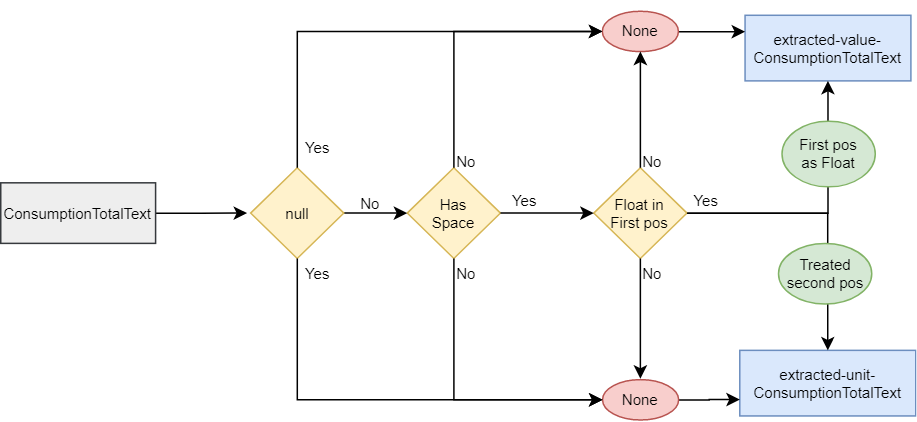 None
extracted-value-
ConsumptionTotalText
Yes
No
No
First pos
as Float
ConsumptionTotalText
null
No
Has
Space
Yes
Float in
First pos
Yes
Yes
No
No
Treated
second pos
None
extracted-unit-
ConsumptionTotalText